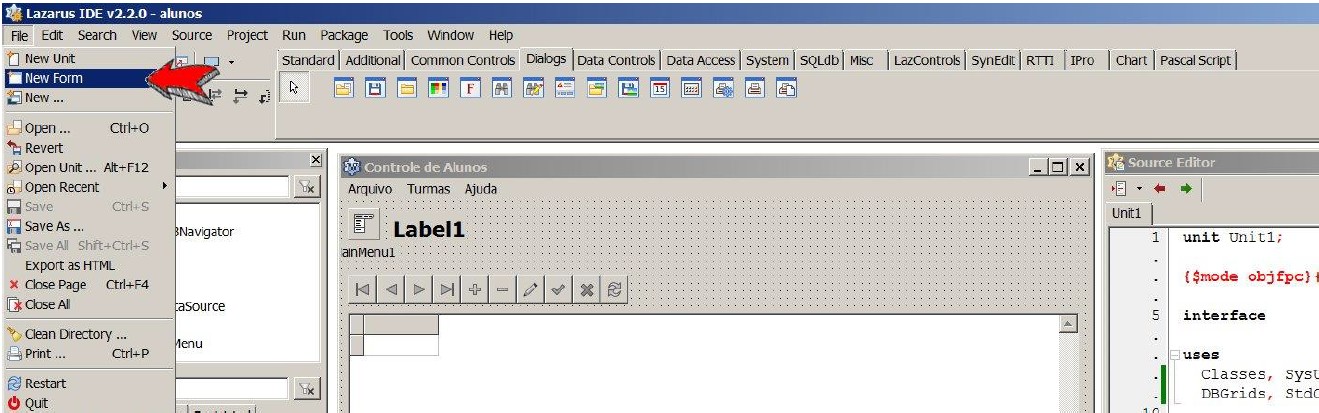 Lazarus IDE v2.2.0 - alunos
File Edit Search View Source Project Run Package Tools Window Help
New Unit
New Form
New ...
Open ... Ctrl+O
Revert
Open Unit ... Alt+F12
Open Recent
Save Ctrl+S
Save As ...
Save All Shift+Ctrl+S
Export as HTML
Close Page Ctrl+F4
Close All
Clean Directory ...
Print ... Ctrl+P
Restart
Quit
Standard Additional Common Controls Dialogs Data Controls Data Access System SQLdb Misc LazControls SynEdit RTTI IPro Chart Pascal Script
F
15
BNavigator
taSource
Menu
Controle de Alunos
Arquivo Turmas Ajuda
Label1
ainMenu1
Source Editor
Unit1
1 unit Unit1;
{$mode objfpc}{
5 interface
uses
Classes, SysU
DBGrids, StdC
10